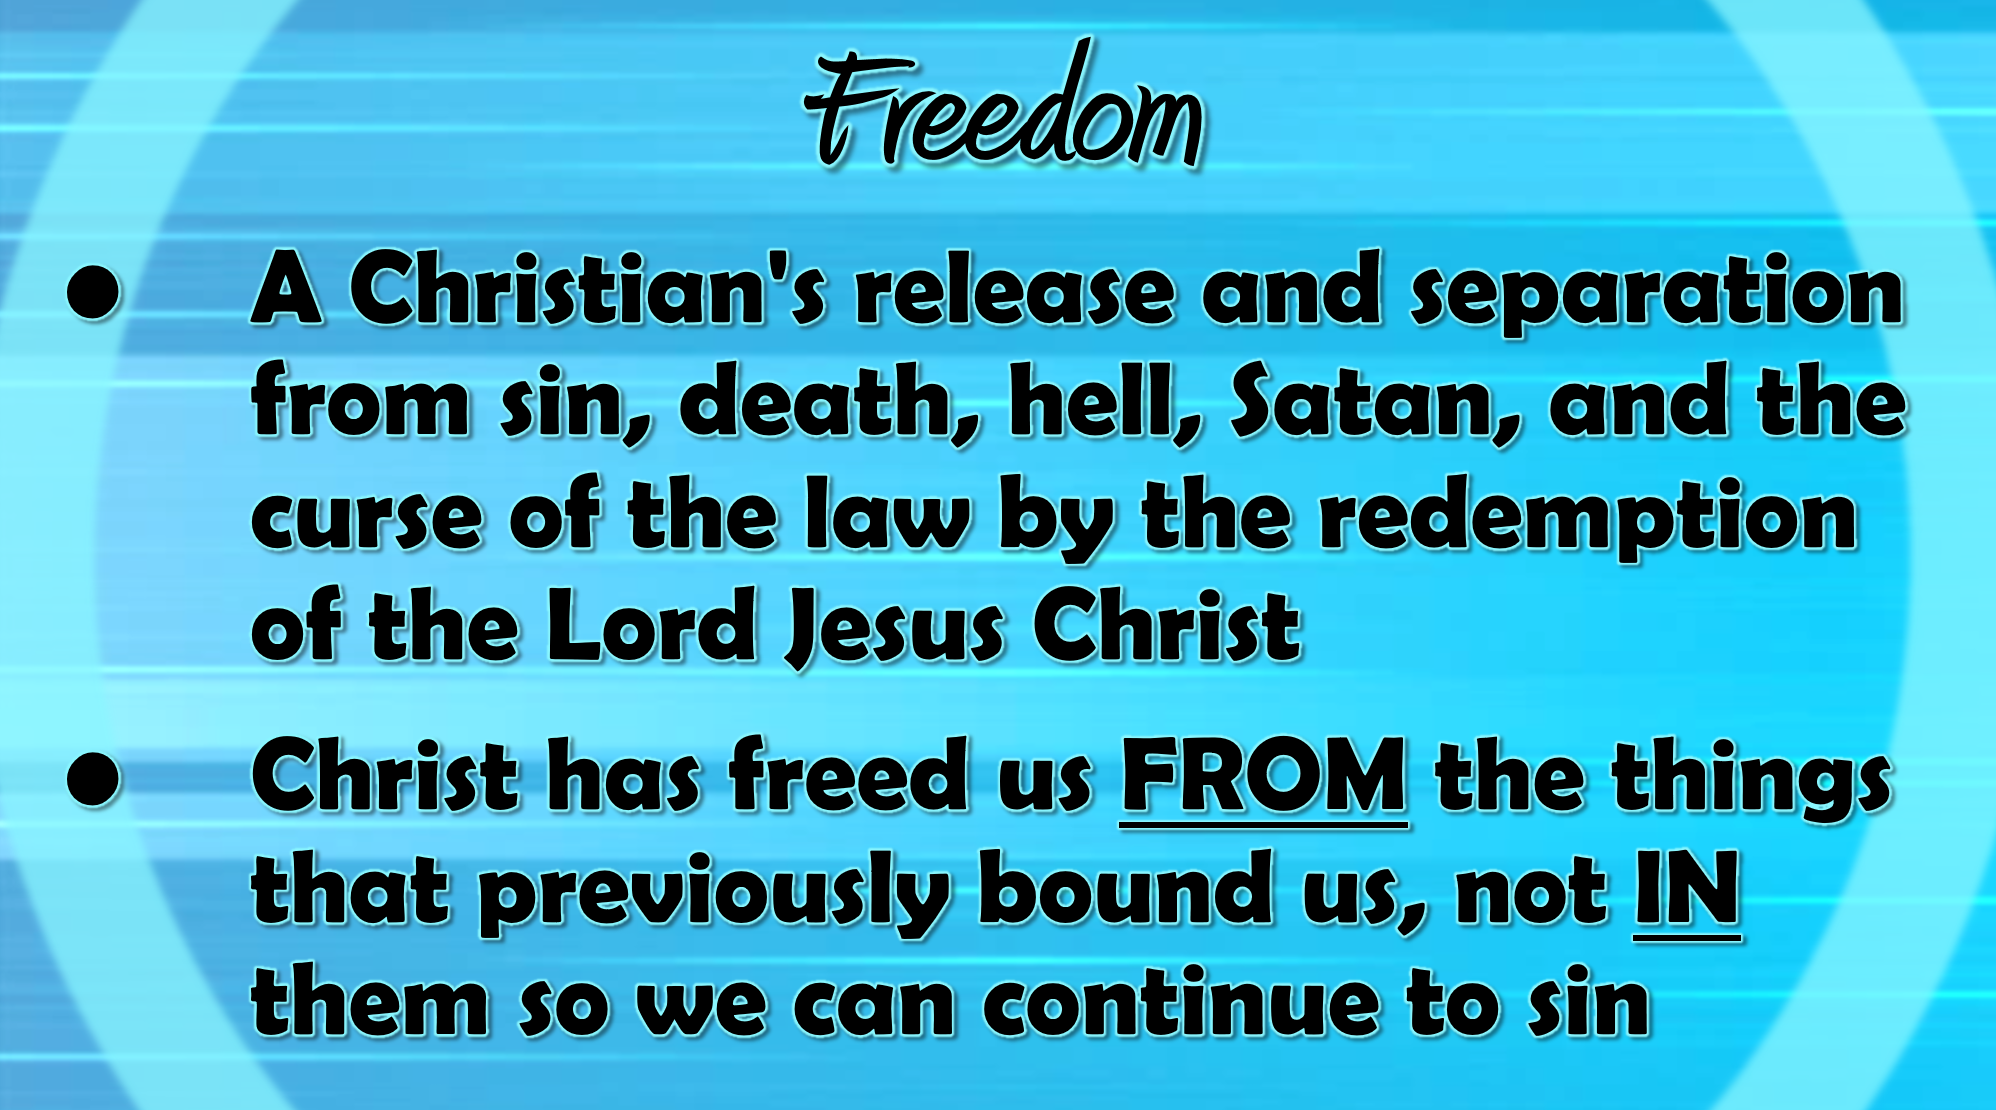 Freedom
● A Christian's release and separation
from sin, death, hell, Satan, and the
curse of the law by the redemption
of the Lord Jesus Christ
● Christ has freed us FROM the things
that previously bound us, not IN
them so we can continue to sin